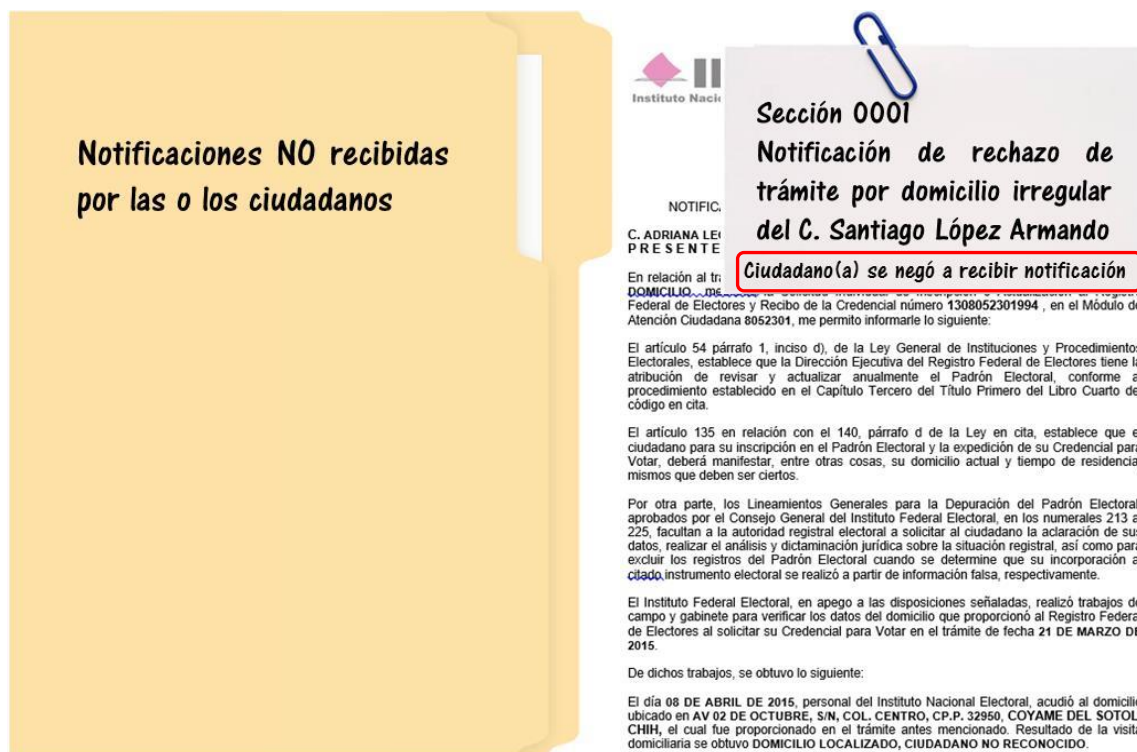 Notificaciones NO recibidas
por las o los ciudadanos
Instituto Naci
Sección 0001
Notificación de rechazo de
trámite por domicilio irregular
del C. Santiago López Armando
Ciudadano(a) se negó a recibir notificación
NOTIFIC
C. ADRIANA LE
P R E S E N T E
En relación al
DOMICILIO
Federal de Electores y Recibo de la Credencial número 1308052301994 , en el Módulo de
Atención Ciudadana 8052301, me permito informarle lo siguiente:
El artículo 54 párrafo 1, inciso d), de la Ley General de Instituciones y Procedimientos
Electorales, establece que la Dirección Ejecutiva del Registro Federal de Electores tiene la
atribución de revisar y actualizar anualmente el Padrón Electoral, conforme a
procedimiento establecido en el Capítulo Tercero del Título Primero del Libro Cuarto de
código en cita.
El artículo 135 en relación con el 140, párrafo d de la Ley en cita, establece que e
ciudadano para su inscripción en el Padrón Electoral y la expedición de su Credencial para
Votar, deberá manifestar, entre otras cosas, su domicilio actual y tiempo de residencia
mismos que deben ser ciertos.
Por otra parte, los Lineamientos Generales para la Depuración del Padrón Electoral
aprobados por el Consejo General del Instituto Federal Electoral, en los numerales 213 a
225, facultan a la autoridad registral electoral a solicitar al ciudadano la aclaración de sus
datos, realizar el análisis y dictaminación jurídica sobre la situación registral, así como para
excluir los registros del Padrón Electoral cuando se determine que su incorporación a
citado instrumento electoral se realizó a partir de información falsa, respectivamente.
El Instituto Federal Electoral, en apego a las disposiciones señaladas, realizó trabajos de
campo y gabinete para verificar los datos del domicilio que proporcionó al Registro Federa
de Electores al solicitar su Credencial para Votar en el trámite de fecha 21 DE MARZO DE
2015.
De dichos trabajos, se obtuvo lo siguiente:
El día 08 DE ABRIL DE 2015, personal del Instituto Nacional Electoral, acudió al domicilio
ubicado en AV 02 DE OCTUBRE, S/N, COL. CENTRO, CP.P. 32950, COYAME DEL SOTOL
CHIH, el cual fue proporcionado en el trámite antes mencionado. Resultado de la visita
domiciliaria se obtuvo DOMICILIO LOCALIZADO, CIUDADANO NO RECONOCIDO.